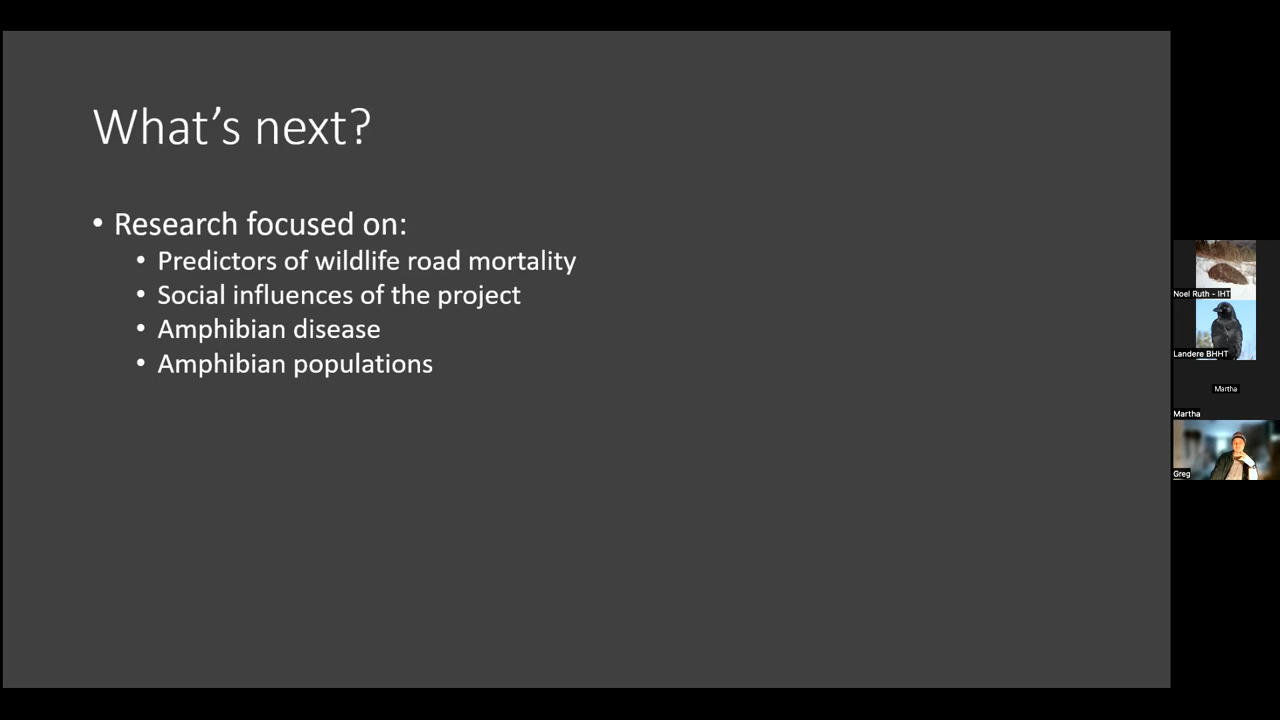 What's next?
• Research focused on:
• Predictors of wildlife road mortality
• Social influences of the project
• Amphibian disease
• Amphibian populations
Noel Ruth - IHT
Landere BHHT
Martha
Martha
Greg